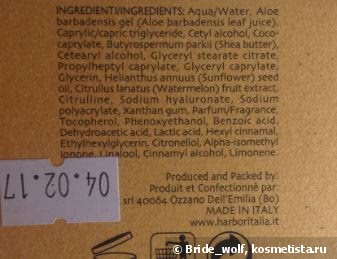 INGREDIENTI/INGREDIENTS: Aqua/Water, Aloe
barbadensis gel (Aloe barbadensis leaf juice),
Caprylic/capric triglyceride, Cetyl alcohol, Coco-
caprylate, Butyrospermum parkii (Shea butter),
Cetearyl alcohol, Glyceryl stearate citrate,
Propylheptyl caprylate, Glyceryl caprylate,
Glycerin, Helianthus annuus (Sunflower) seed
oil, Citrullus lanatus (Watermelon) fruit extract,
Citrulline, Sodium hyaluronate, Sodium
polyacrylate, Xanthan gum, Parfum/Fragrance,
Tocopherol, Phenoxyethanol, Benzoic acid,
Dehydroacetic acid, Lactic acid, Hexyl cinnamal,
Ethylhexylglycerin, Citronellol, Alpha-isomethyl
ionone, Linalool, Cinnamyl alcohol, Limonene.
04.02.17
Produced and Packed by:
Produit et Confectionné par:
srl 40064 Ozzano Dell'Emilia (Bo)
MADE IN ITALY
www.harboritalia.it
© Bride_wolf, kosmetista.ru